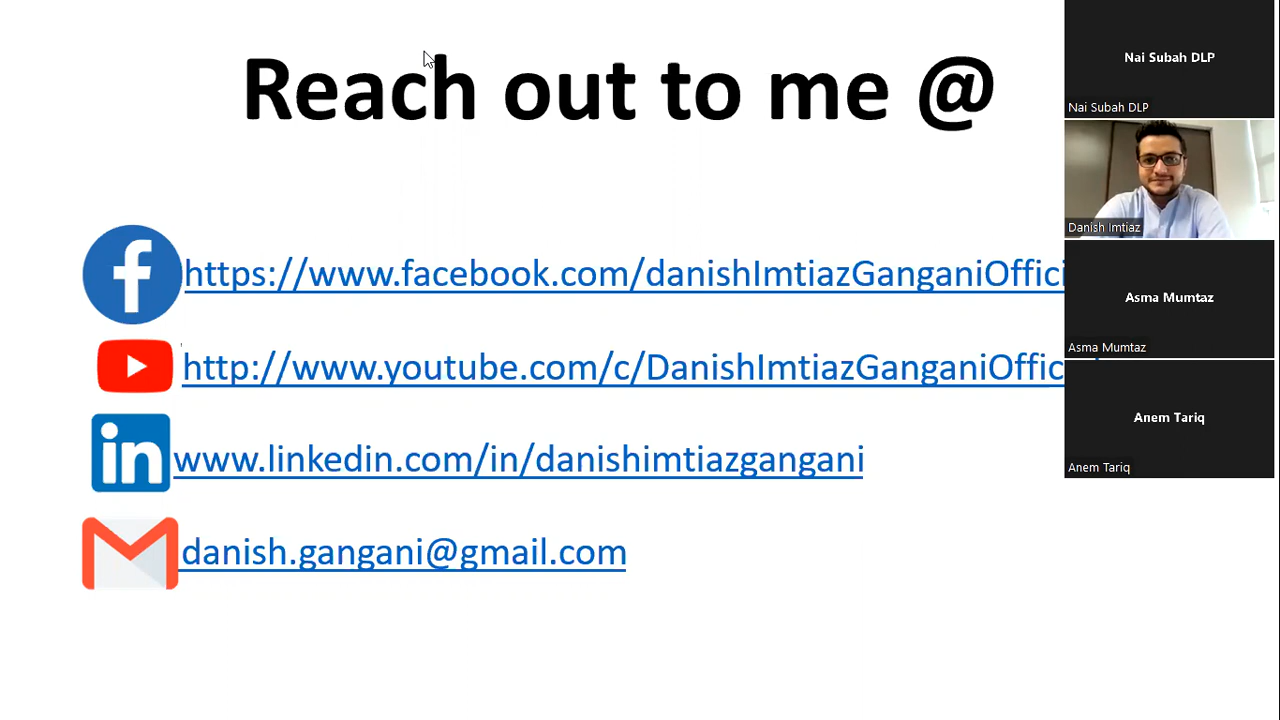 Reach out to me @
https://www.facebook.com/danishImtiazGanganiOffici
http://www.youtube.com/c/DanishImtiazGanganiOffic
www.linkedin.com/in/danishimtiazgangani
danish.gangani@gmail.com
Nai Subah DLP
Nai Subah DLP
Danish Imtiaz
Asma Mumtaz
Asma Mumtaz
Anem Tariq
Anem Tariq